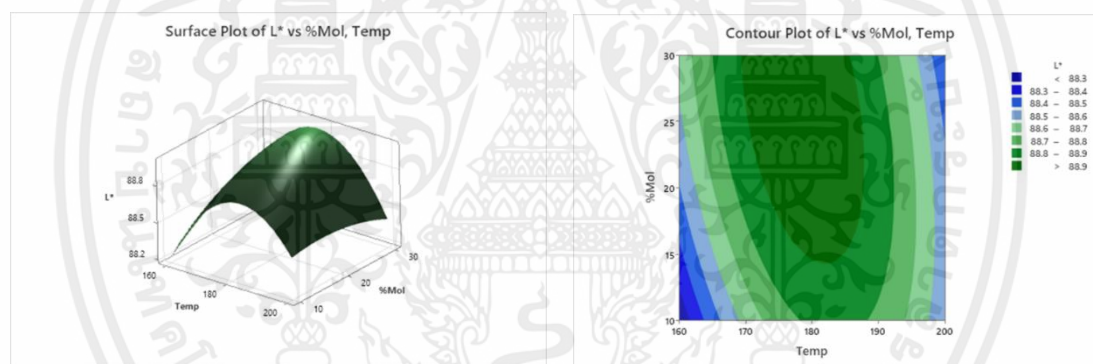 Surface Plot of L* vs %Mol, Temp
88.8
L*
88.5
88.2
160
180
200
Temp
10
20
30
%Mol
Contour Plot of L* vs %Mol, Temp
30
25
20
15
10
%Mol
160 170 180 190 200
Temp
L*
< 88.3
88.3 – 88.4
88.4 – 88.5
88.5 – 88.6
88.6 – 88.7
88.7 – 88.8
88.8 – 88.9
> 88.9